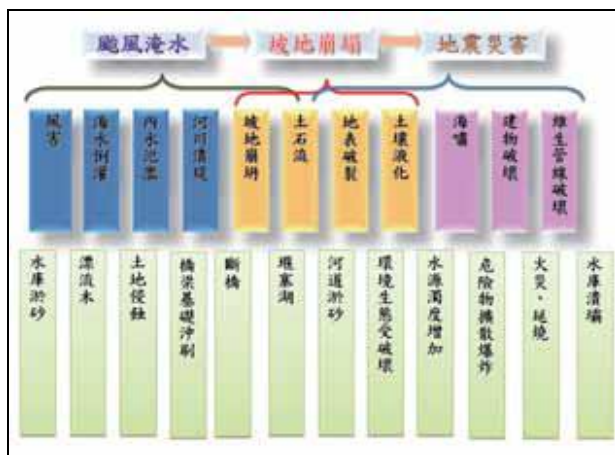 颱風淹水
坡地崩塌
地震災害
風害
海水倒灌
內水氾濫
河川潰堤
坡地崩坍
土石流
地表破裂
土壤液化
海嘯
建物破壞
維生管線破壞
水庫淤砂
漂流木
土地侵蝕
橋梁基礎沖刷
斷橋
堰塞湖
河道淤砂
環境生態受破壞
水源濁度增加
危險物擴散爆炸
火災、延燒
水庫潰壩